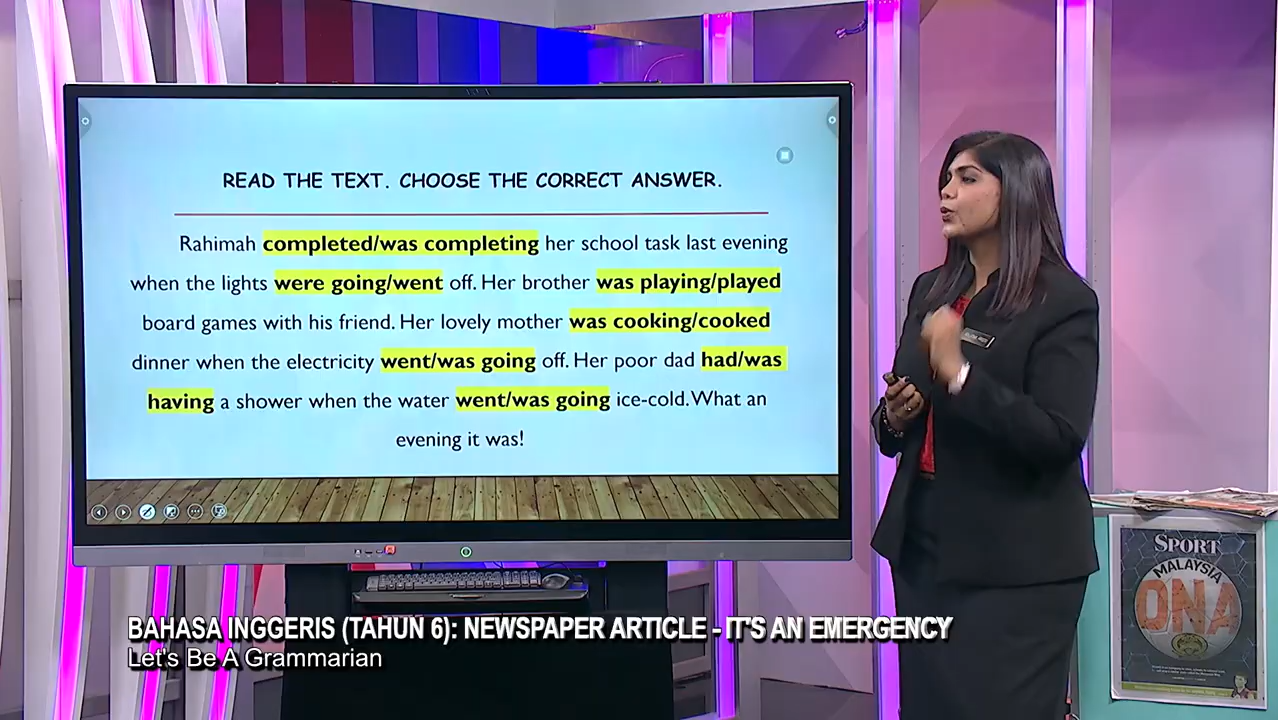 READ THE TEXT. CHOOSE THE CORRECT ANSWER.
Rahimah completed/was completing her school task last evening
when the lights were going/went off. Her brother was playing/played
board games with his friend. Her lovely mother was cooking/cooked
dinner when the electricity went/was going off. Her poor dad had/was
having a shower when the water went/was going ice-cold. What an
evening it was!
SPORT
MALAYSIA
DNA
BAHASA INGGERIS (TAHUN 6): NEWSPAPER ARTICLE - IT'S AN EMERGENCY
Let's Be A Grammarian